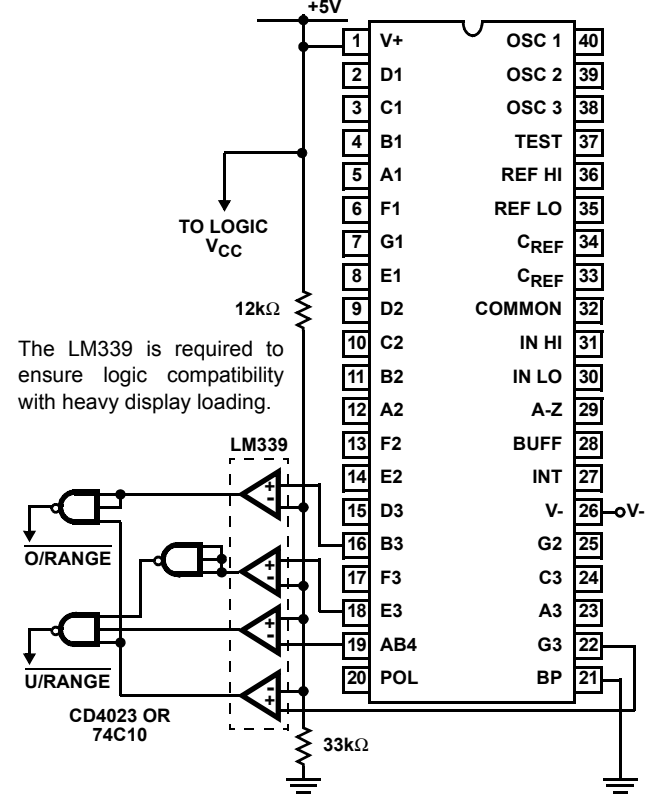 +5V
1 V+ OSC 1 40
2 D1 OSC 2 39
3 C1 OSC 3 38
4 B1 TEST 37
5 A1 REF HI 36
6 F1 REF LO 35
7 G1 CREF 34
8 E1 CREF 33
9 D2 COMMON 32
10 C2 IN HI 31
11 B2 IN LO 30
12 A2 A-Z 29
13 F2 BUFF 28
14 E2 INT 27
15 D3 V- 26 V-
16 B3 G2 25
17 F3 C3 24
18 E3 A3 23
19 AB4 G3 22
20 POL BP 21
TO LOGIC
VCC
12kΩ
The LM339 is required to
ensure logic compatibility
with heavy display loading.
LM339
+
-
O/RANGE
+
-
+
-
U/RANGE
-
+
CD4023 OR
74C10
33kΩ